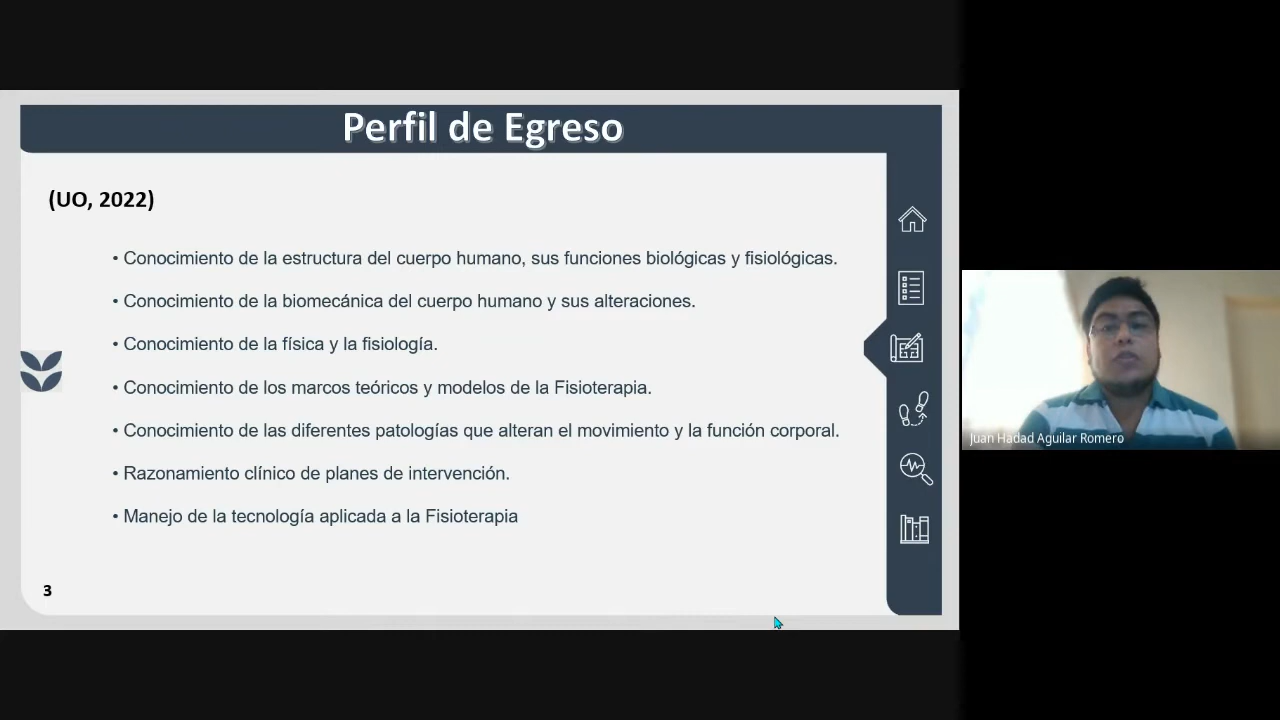 Perfil de Egreso
(UO, 2022)
• Conocimiento de la estructura del cuerpo humano, sus funciones biológicas y fisiológicas.
• Conocimiento de la biomecánica del cuerpo humano y sus alteraciones.
• Conocimiento de la física y la fisiología.
• Conocimiento de los marcos teóricos y modelos de la Fisioterapia.
• Conocimiento de las diferentes patologías que alteran el movimiento y la función corporal.
• Razonamiento clínico de planes de intervención.
• Manejo de la tecnología aplicada a la Fisioterapia
3
Juan Hadad Aguilar Romero